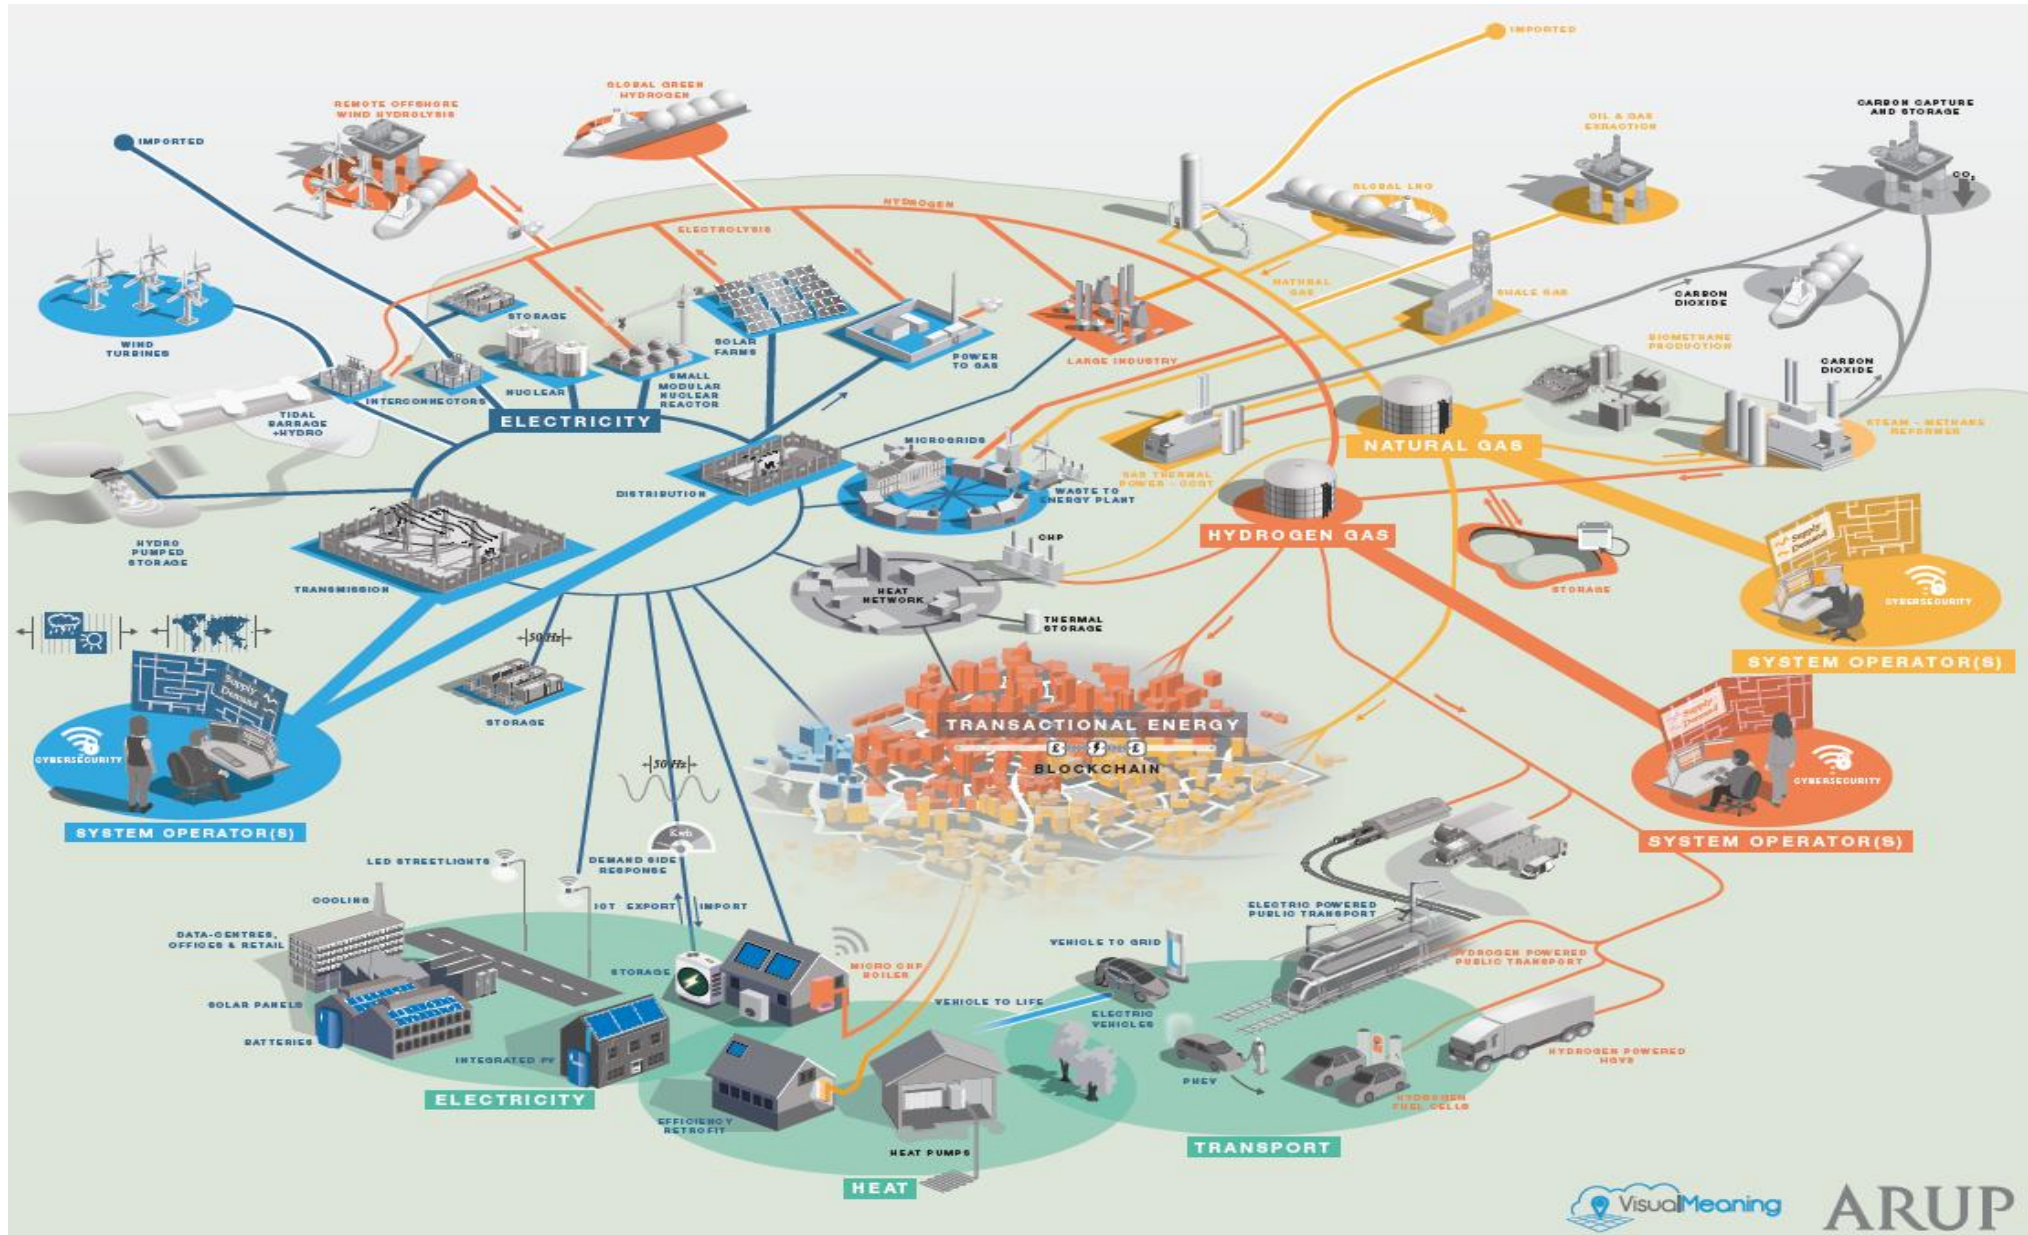 IMPORTED
GLOBAL GREEN
HYDROGEN
REMOTE OFFSHORE
WIND HYDROLYSIS
IMPORTED
CARBON CAPTURE
AND STORAGE
OIL & GAS
EXTRACTION
CO2
GLOBAL LNG
HYDROGEN
ELECTROLYSIS
NATURAL
GAS
SHALE GAS
CARBON
DIOXIDE
STORAGE
WIND
TURBINES
SOLAR
FARMS
POWER
TO GAS
LARGE INDUSTRY
BIOMETHANE
PRODUCTION
CARBON
DIOXIDE
INTERCONNECTORS
NUCLEAR
SMALL
MODULAR
NUCLEAR
REACTOR
TIDAL
BARRAGE
+HYDRO
ELECTRICITY
MICROGRIDS
NATURAL GAS
STEAM - METHANE
REFORMER
GAS THERMAL
POWER - CCGT
DISTRIBUTION
WASTE TO
ENERGY PLANT
HYDROGEN GAS
HYDRO
PUMPED
STORAGE
TRANSMISSION
CHP
HEAT
NETWORK
THERMAL
STORAGE
STORAGE
Supply
Demand
CYBERSECURITY
SYSTEM OPERATOR(S)
50 Hz
STORAGE
Supply
Demand
CYBERSECURITY
SYSTEM OPERATOR(S)
TRANSACTIONAL ENERGY
£ £
BLOCKCHAIN
Supply
Demand
CYBERSECURITY
SYSTEM OPERATOR(S)
50 Hz
Kwh
LED STREETLIGHTS
DEMAND SIDE
RESPONSE
IOT EXPORT IMPORT
COOLING
DATA-CENTRES,
OFFICES & RETAIL
SOLAR PANELS
BATTERIES
STORAGE
MICRO CHP
BOILER
INTEGRATED PV
ELECTRICITY
EFFICIENCY
RETROFIT
HEAT PUMPS
HEAT
ELECTRIC POWERED
PUBLIC TRANSPORT
VEHICLE TO GRID
HYDROGEN POWERED
PUBLIC TRANSPORT
VEHICLE TO LIFE
ELECTRIC
VEHICLES
PHEV
HYDROGEN
FUEL CELLS
HYDROGEN POWERED
HGVS
TRANSPORT
VisualMeaning
ARUP